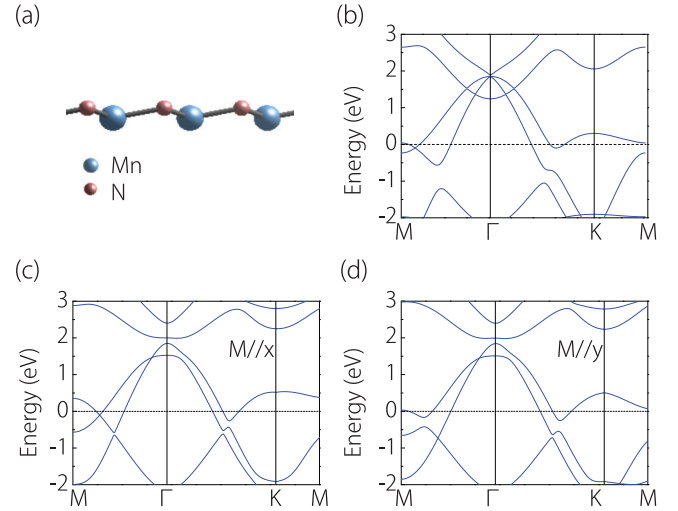 (a)
Mn
N
(b)
3
2
1
0
-1
-2
Energy (eV)
M Γ K M
(c)
3
2
1
0
-1
-2
Energy (eV)
M//x
M Γ K M
(d)
3
2
1
0
-1
-2
Energy (eV)
M//y
M Γ K M